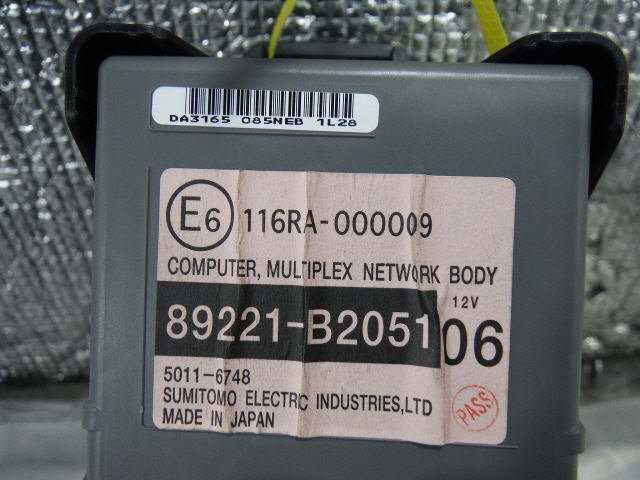 DA3165 085NEB 1L28
E6 116RA-000009
COMPUTER, MULTIPLEX NETWORK BODY
12V
89221-B2051 06
5011-6748
SUMITOMO ELECTRIC INDUSTRIES,LTD
MADE IN JAPAN
PASS